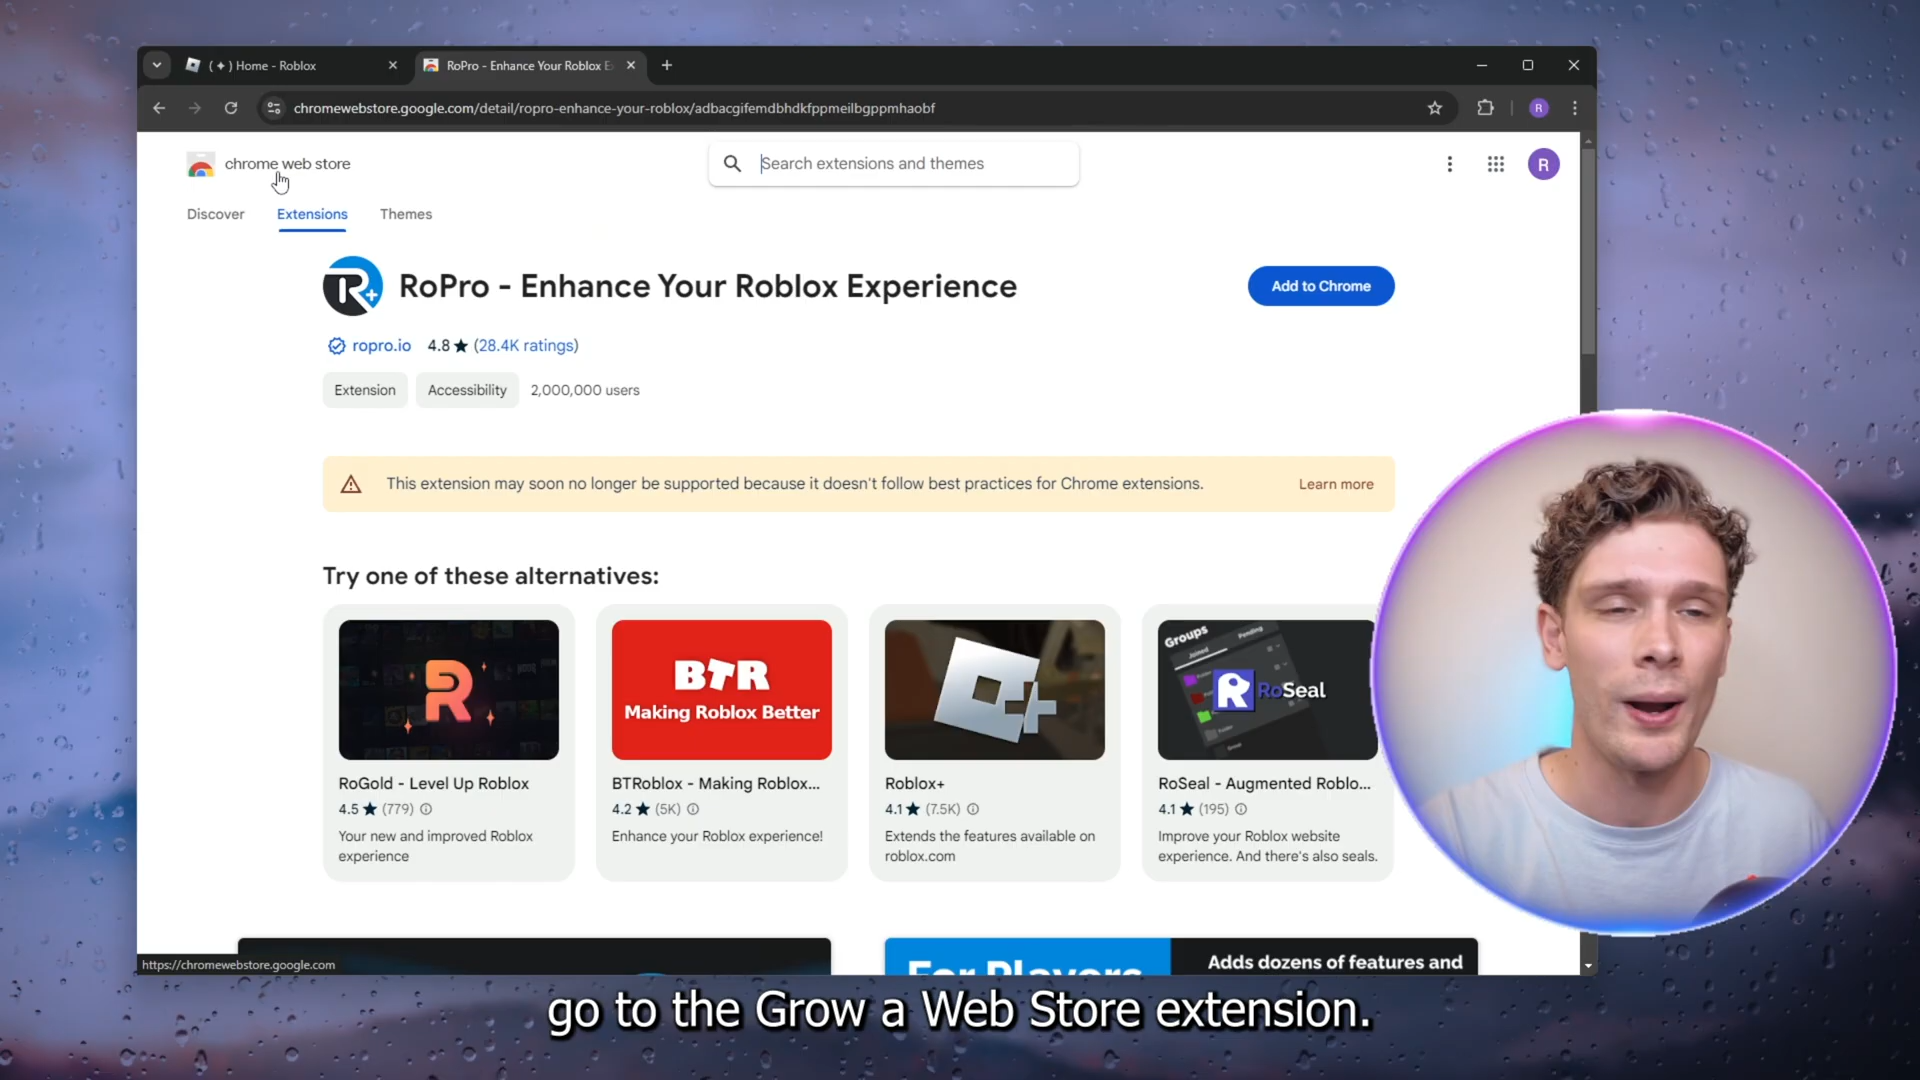 ( ✦ ) Home - Roblox
RoPro - Enhance Your Roblox E
chromewebstore.google.com/detail/ropro-enhance-your-roblox/adbacgifemdbhdkfppmeilbgppmhaobf
R
chrome web store
Search extensions and themes
R
Discover
Extensions
Themes
R+
RoPro - Enhance Your Roblox Experience
Add to Chrome
ropro.io
4.8 ★ (28.4K ratings)
Extension
Accessibility
2,000,000 users
This extension may soon no longer be supported because it doesn't follow best practices for Chrome extensions.
Learn more
Try one of these alternatives:
R
BTR
Making Roblox Better
Groups
Joined
Pending
RoSeal
RoGold - Level Up Roblox
4.5 ★ (779)
Your new and improved Roblox
experience
BTRoblox - Making Roblox...
4.2 ★ (5K)
Enhance your Roblox experience!
Roblox+
4.1 ★ (7.5K)
Extends the features available on
roblox.com
RoSeal - Augmented Roblo...
4.1 ★ (195)
Improve your Roblox website
experience. And there's also seals.
For Players
Adds dozens of features and
https://chromewebstore.google.com
go to the Grow a Web Store extension.